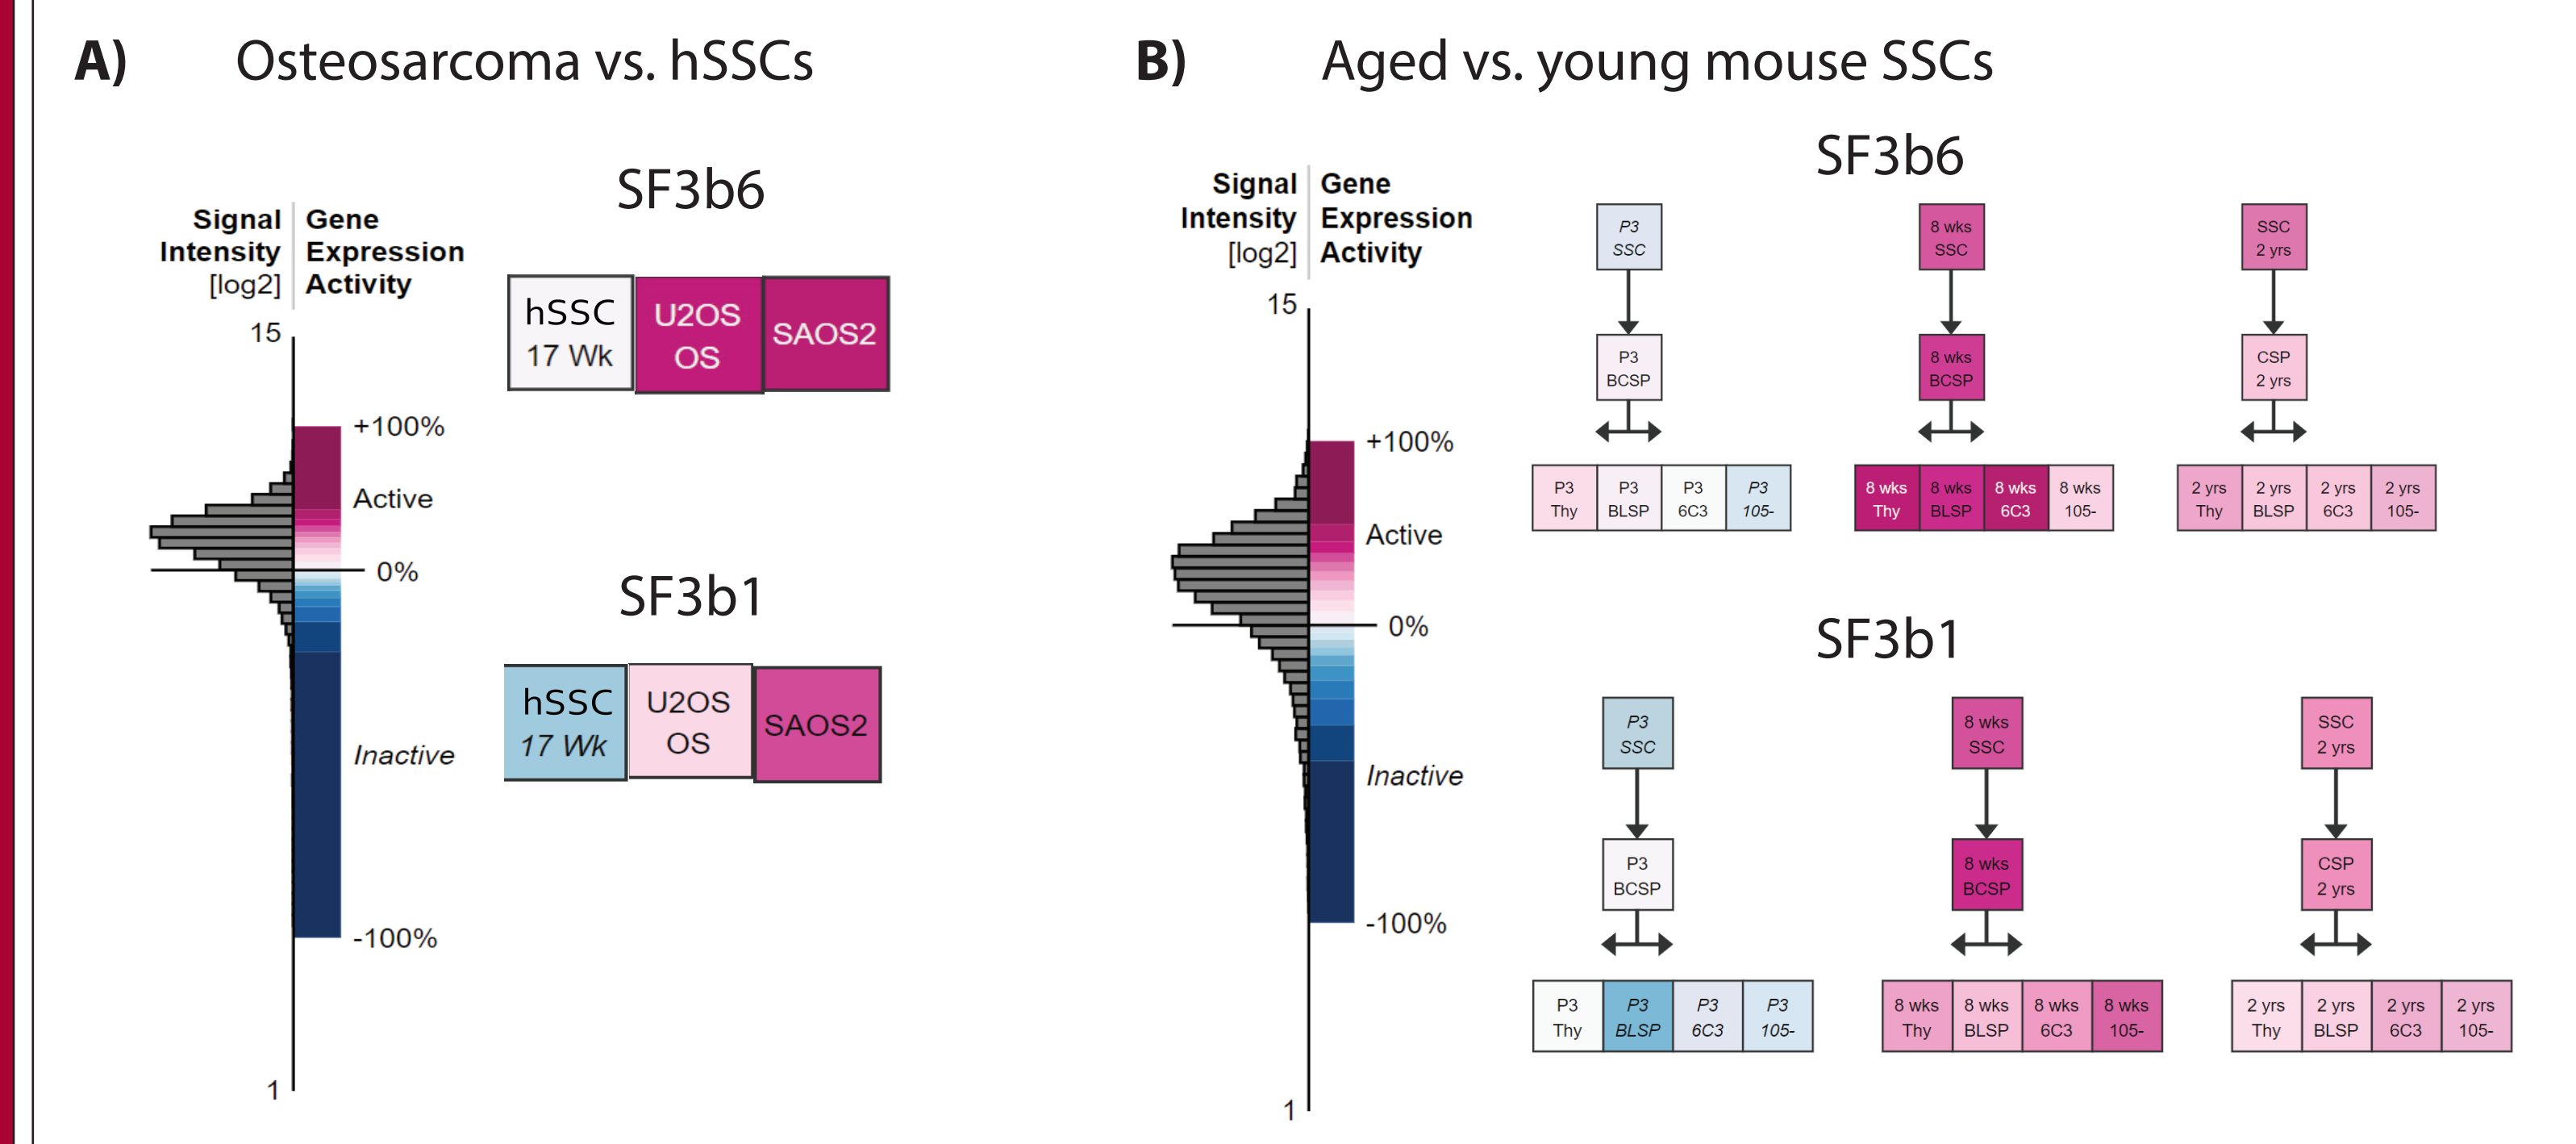 A) Osteosarcoma vs. hSSCs
Signal Gene
Intensity Expression
[log2] Activity
15
+100%
Active
0%
Inactive
-100%
1
SF3b6
hSSC
17 Wk
U2OS
OS
SAOS2
SF3b1
hSSC
17 Wk
U2OS
OS
SAOS2
B) Aged vs. young mouse SSCs
Signal Gene
Intensity Expression
[log2] Activity
15
+100%
Active
0%
Inactive
-100%
1
SF3b6
P3
SSC
P3
BCSP
P3
Thy
P3
BLSP
P3
6C3
P3
105-
8 wks
SSC
8 wks
BCSP
8 wks
Thy
8 wks
BLSP
8 wks
6C3
8 wks
105-
SSC
2 yrs
CSP
2 yrs
2 yrs
Thy
2 yrs
BLSP
2 yrs
6C3
2 yrs
105-
SF3b1
P3
SSC
P3
BCSP
P3
Thy
P3
BLSP
P3
6C3
P3
105-
8 wks
SSC
8 wks
BCSP
8 wks
Thy
8 wks
BLSP
8 wks
6C3
8 wks
105-
SSC
2 yrs
CSP
2 yrs
2 yrs
Thy
2 yrs
BLSP
2 yrs
6C3
2 yrs
105-